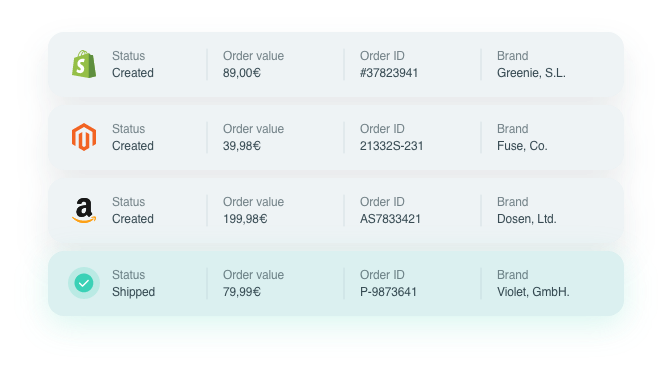 Status Order value Order ID Brand
Created 89,00€ #37823941 Greenie, S.L.
Status Order value Order ID Brand
Created 39,98€ 21332S-231 Fuse, Co.
Status Order value Order ID Brand
Created 199,98€ AS7833421 Dosen, Ltd.
Status Order value Order ID Brand
Shipped 79,99€ P-9873641 Violet, GmbH.